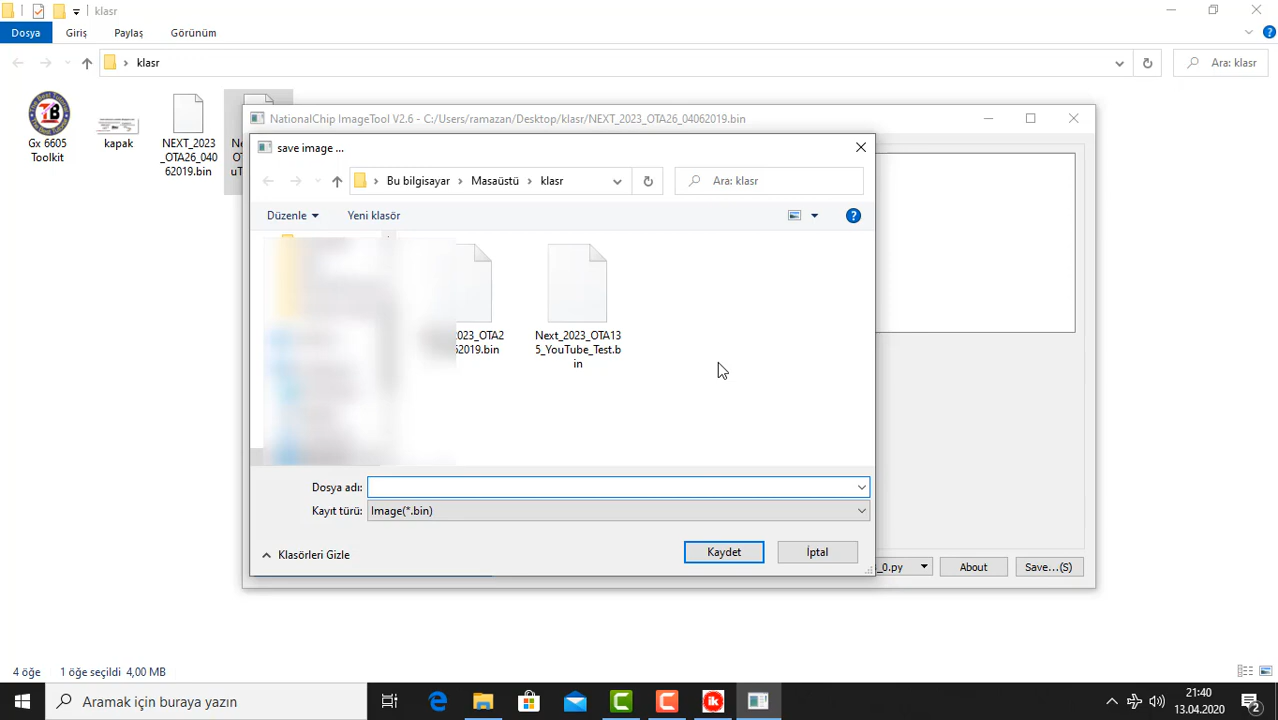 klasr
Dosya
Giriş
Paylaş
Görünüm
klasr
Ara: klasr
Gx 6605
Toolkit
kapak
NEXT_2023
_OTA26_040
62019.bin
NationalChip ImageTool V2.6 - C:/Users/ramazan/Desktop/klasr/NEXT_2023_OTA26_04062019.bin
save image ...
Bu bilgisayar
Masaüstü
klasr
Ara: klasr
Düzenle
Yeni klasör
023_OTA2
62019.bin
Next_2023_OTA13
5_YouTube_Test.b
in
Dosya adı:
Kayıt türü:
Image(*.bin)
Klasörleri Gizle
Kaydet
İptal
_0.py
About
Save...(S)
4 öğe
1 öğe seçildi 4,00 MB
Aramak için buraya yazın
21:40
13.04.2020
2